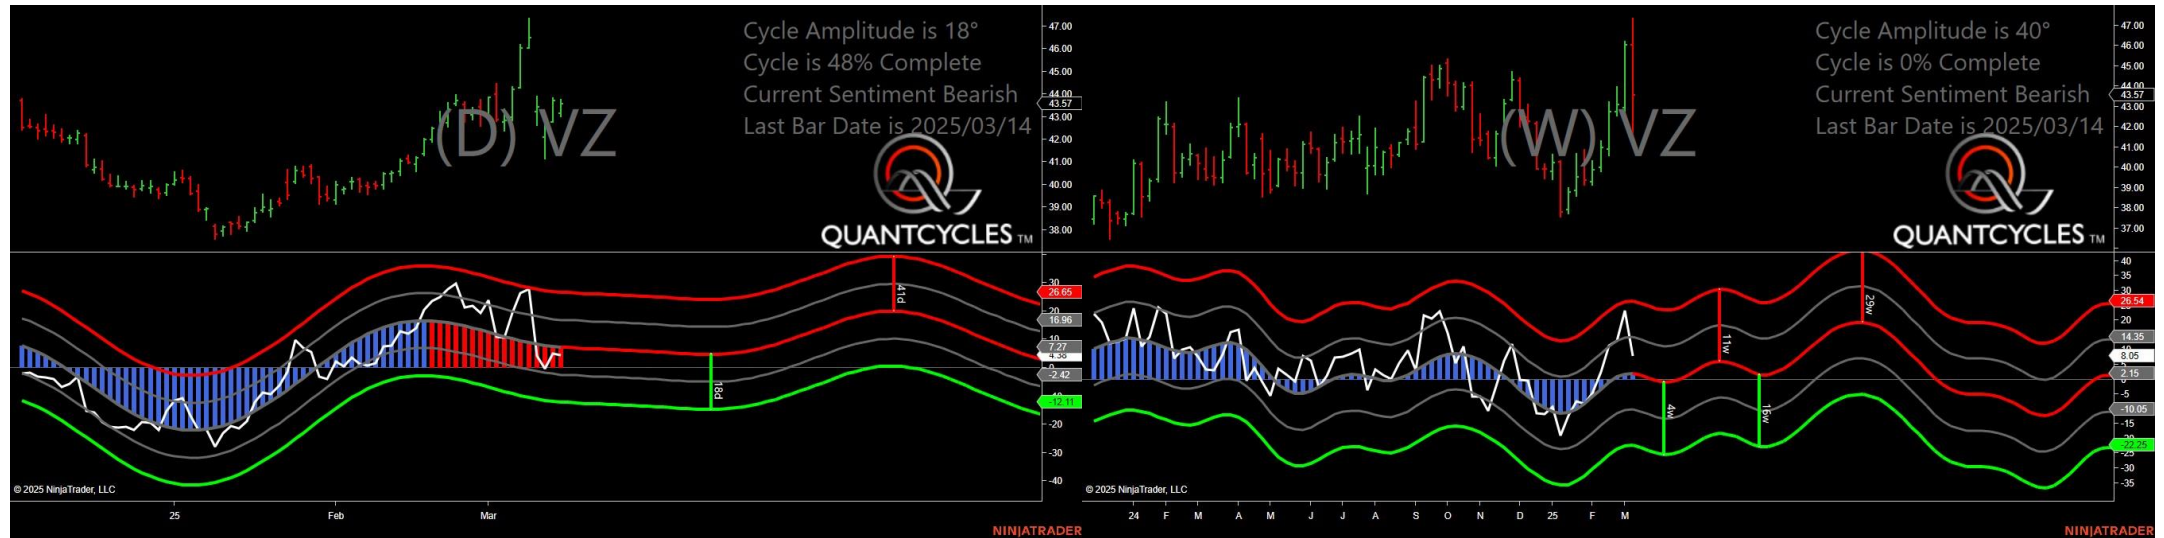 Cycle Amplitude is 18°
Cycle is 48% Complete
Current Sentiment Bearish
Last Bar Date is 2025/03/14
(D) VZ
QUANTCYCLES TM
47.00
46.00
45.00
44.00
43.57
43.00
42.00
41.00
40.00
39.00
38.00
30
26.65
20
16.96
10
7.27
4.38
0
-2.42
-12.11
-20
-30
-40
41d
18d
© 2025 NinjaTrader, LLC
25 Feb Mar
NINJATRADER
Cycle Amplitude is 40°
Cycle is 0% Complete
Current Sentiment Bearish
Last Bar Date is 2025/03/14
(W) VZ
QUANTCYCLES TM
47.00
46.00
45.00
44.00
43.57
43.00
42.00
41.00
40.00
39.00
38.00
37.00
40
35
30
26.54
20
14.35
8.05
2.15
-5
-10.05
-15
-22.25
-25
-30
-35
11w
29w
4w
16w
© 2025 NinjaTrader, LLC
24 F M A M J J A S O N D 25 F M
NINJATRADER